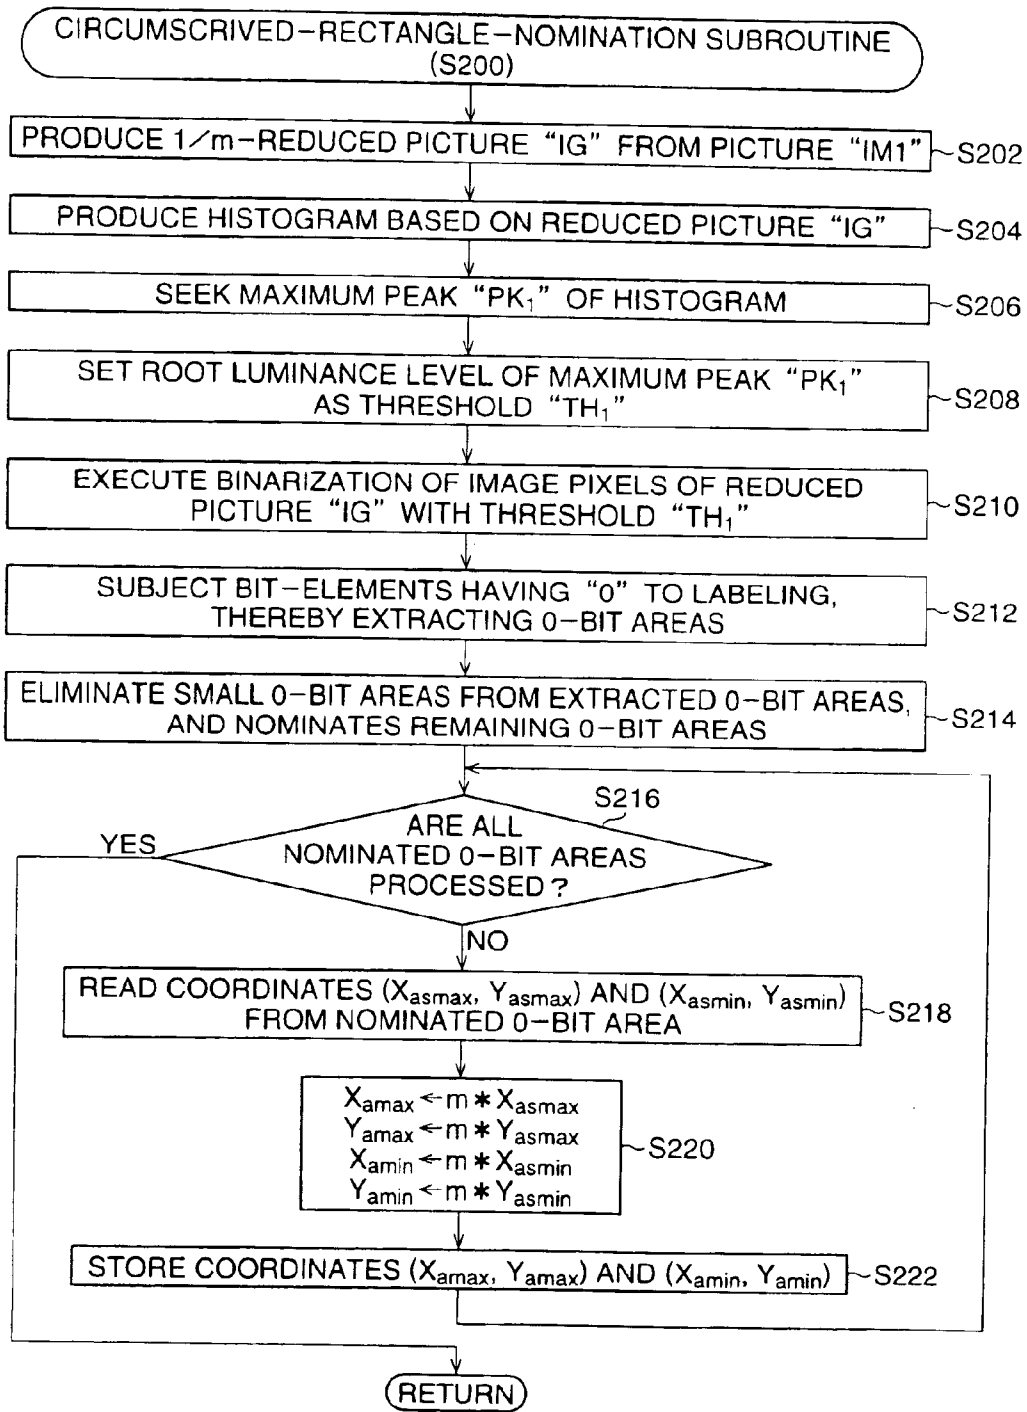 CIRCUMSCRIVED-RECTANGLE-NOMINATION SUBROUTINE
(S200)
PRODUCE 1/m-REDUCED PICTURE “IG” FROM PICTURE “IM1”
S202
PRODUCE HISTOGRAM BASED ON REDUCED PICTURE “IG”
S204
SEEK MAXIMUM PEAK “PK₁” OF HISTOGRAM
S206
SET ROOT LUMINANCE LEVEL OF MAXIMUM PEAK “PK₁”
AS THRESHOLD “TH₁”
S208
EXECUTE BINARIZATION OF IMAGE PIXELS OF REDUCED
PICTURE “IG” WITH THRESHOLD “TH₁”
S210
SUBJECT BIT-ELEMENTS HAVING “0” TO LABELING,
THEREBY EXTRACTING 0-BIT AREAS
S212
ELIMINATE SMALL 0-BIT AREAS FROM EXTRACTED 0-BIT AREAS,
AND NOMINATES REMAINING 0-BIT AREAS
S214
S216
YES
ARE ALL
NOMINATED 0-BIT AREAS
PROCESSED?
NO
READ COORDINATES (Xasmax, Yasmax) AND (Xasmin, Yasmin)
FROM NOMINATED 0-BIT AREA
S218
Xamax ← m * Xasmax
Yamax ← m * Yasmax
Xamin ← m * Xasmin
Yamin ← m * Yasmin
S220
STORE COORDINATES (Xamax, Yamax) AND (Xamin, Yamin)
S222
RETURN